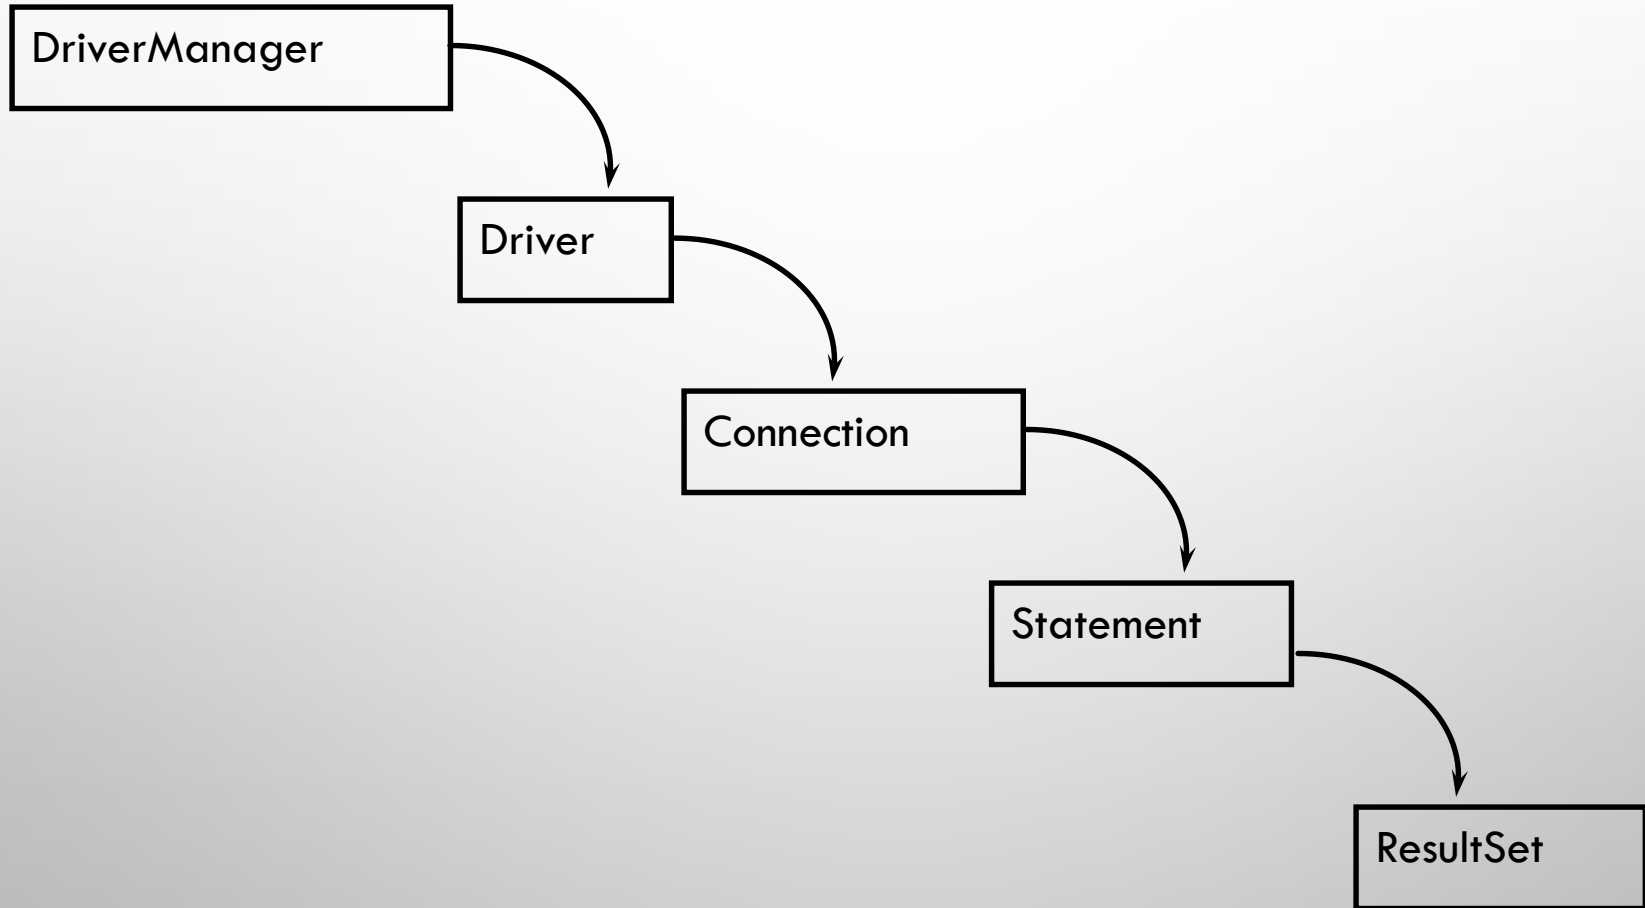 DriverManager
Driver
Connection
Statement
ResultSet